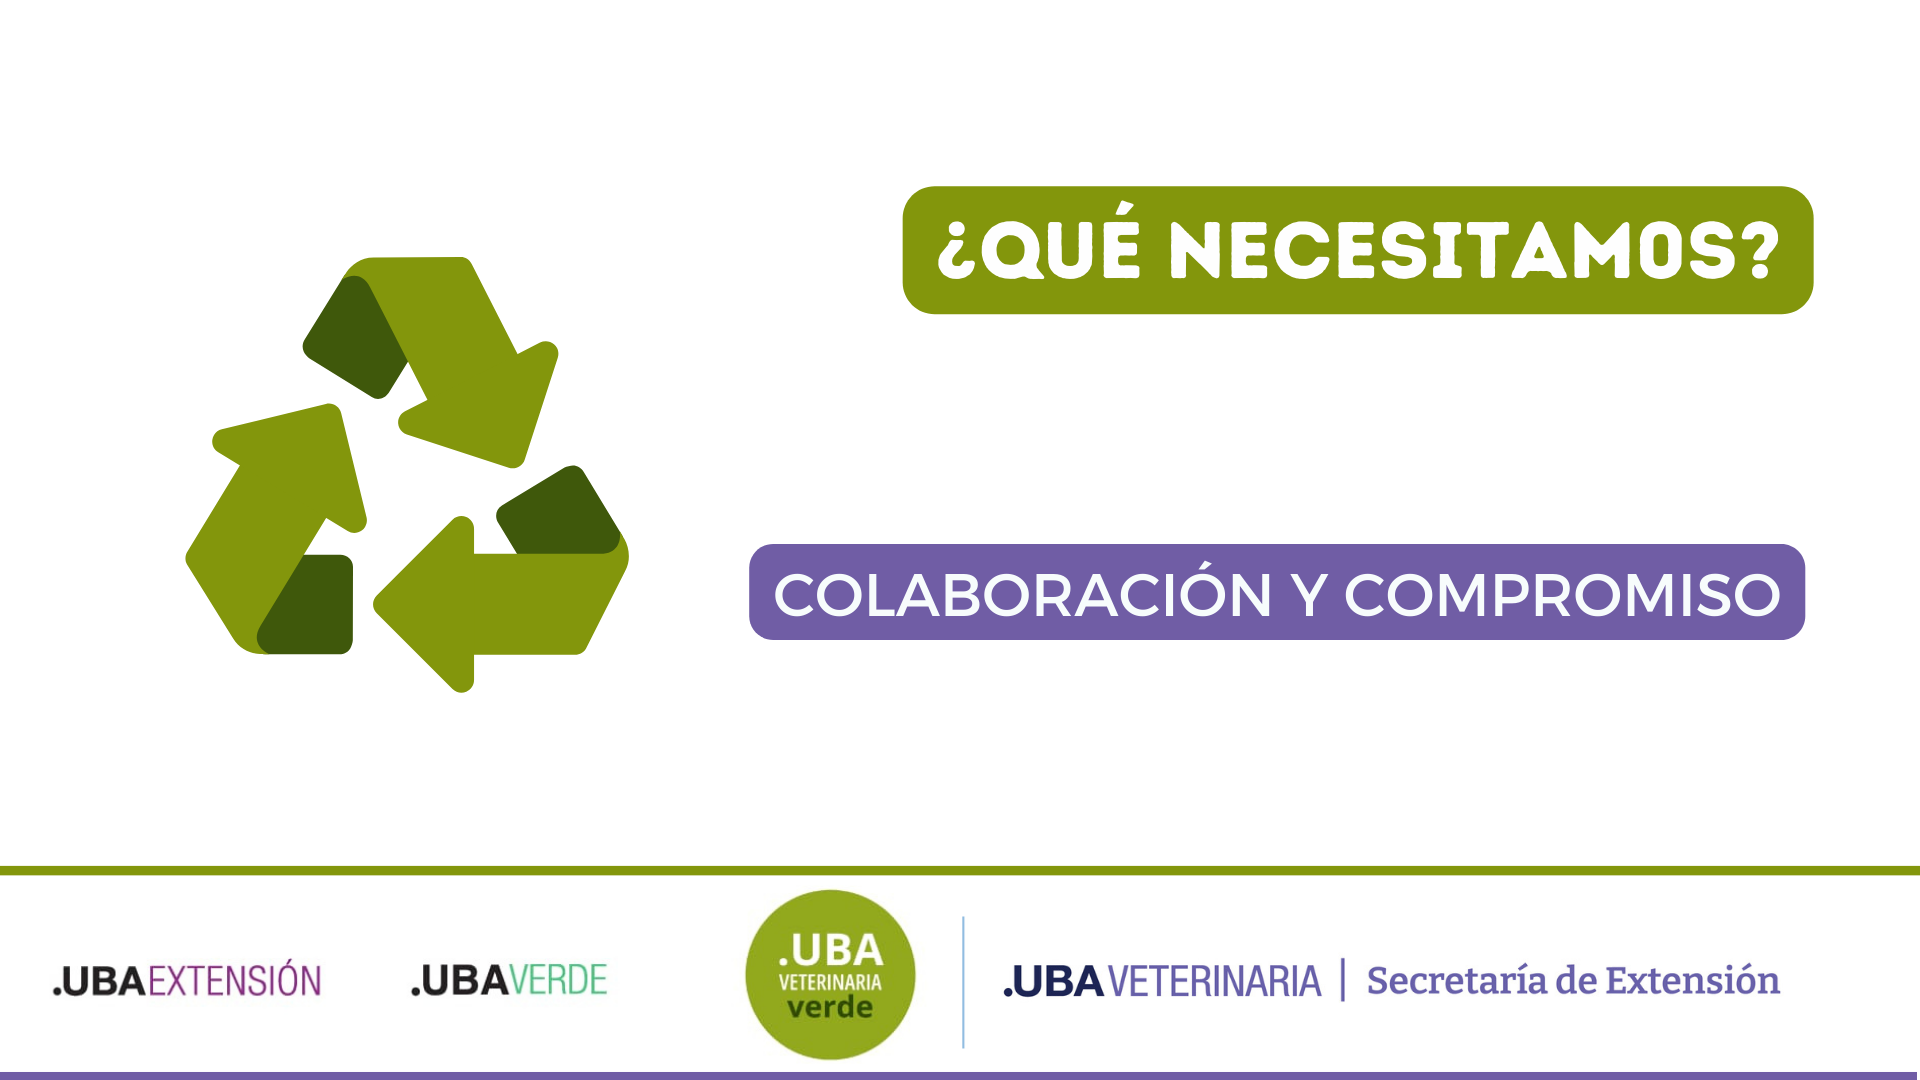 ¿QUÉ NECESITAMOS?
COLABORACIÓN Y COMPROMISO
.UBAEXTENSIÓN
.UBAVERDE
.UBA
VETERINARIA
verde
.UBAVETERINARIA | Secretaría de Extensión